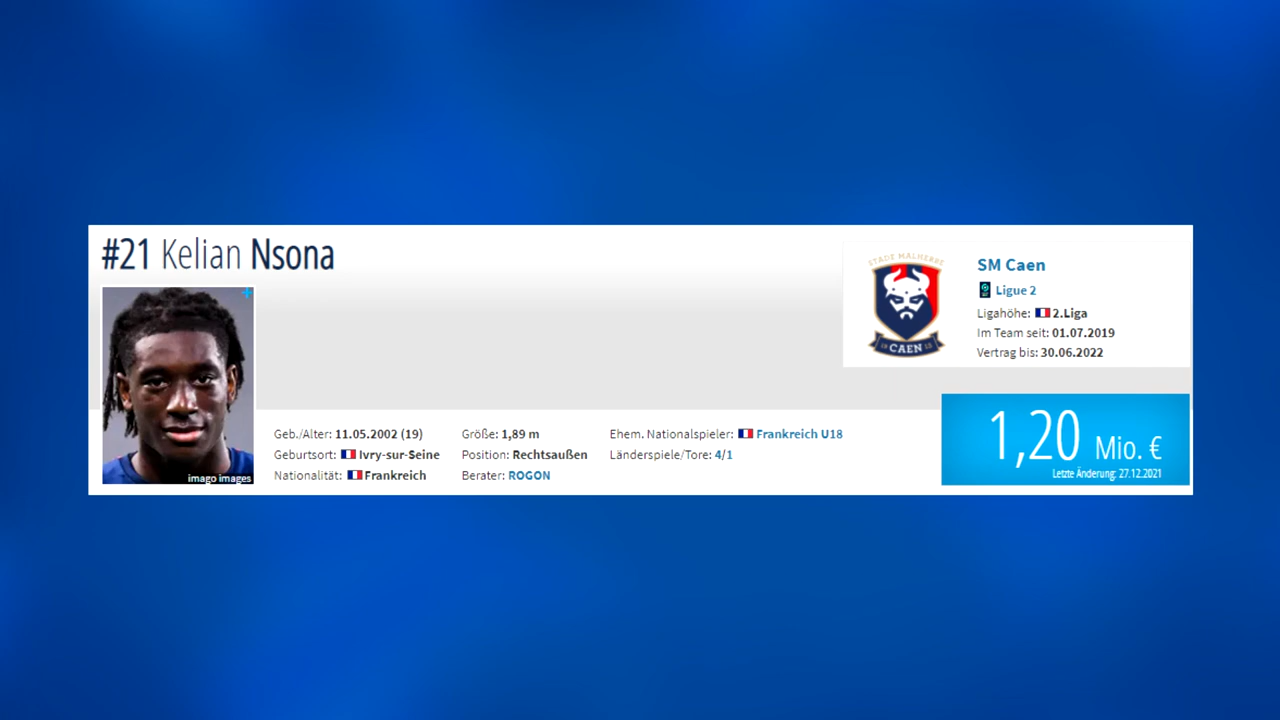 #21 Kelian Nsona
STADE MALHERBE
CAEN
SM Caen
Ligue 2
Ligahöhe: 2.Liga
Im Team seit: 01.07.2019
Vertrag bis: 30.06.2022
imago images
Geb./Alter: 11.05.2002 (19)
Geburtsort: Ivry-sur-Seine
Nationalität: Frankreich
Größe: 1,89 m
Position: Rechtsaußen
Berater: ROGON
Ehem. Nationalspieler: Frankreich U18
Länderspiele/Tore: 4/1
1,20 Mio. €
Letzte Änderung: 27.12.2021